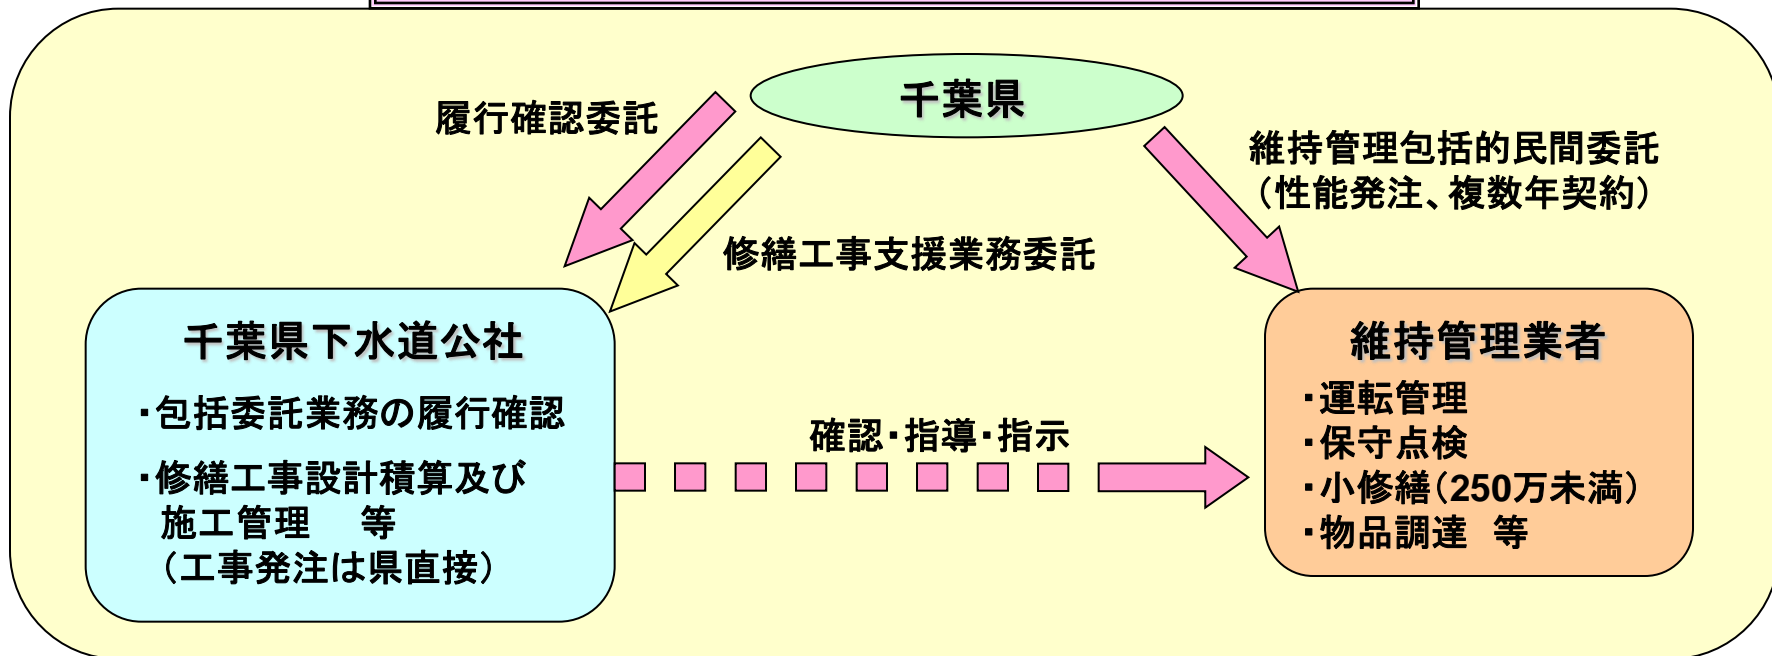 千葉県
履行確認委託
維持管理包括的民間委託
（性能発注、複数年契約）
修繕工事支援業務委託
千葉県下水道公社
・包括委託業務の履行確認
・修繕工事設計積算及び
施工管理　等
（工事発注は県直接）
確認・指導・指示
維持管理業者
・運転管理
・保守点検
・小修繕（250万未満）
・物品調達　等